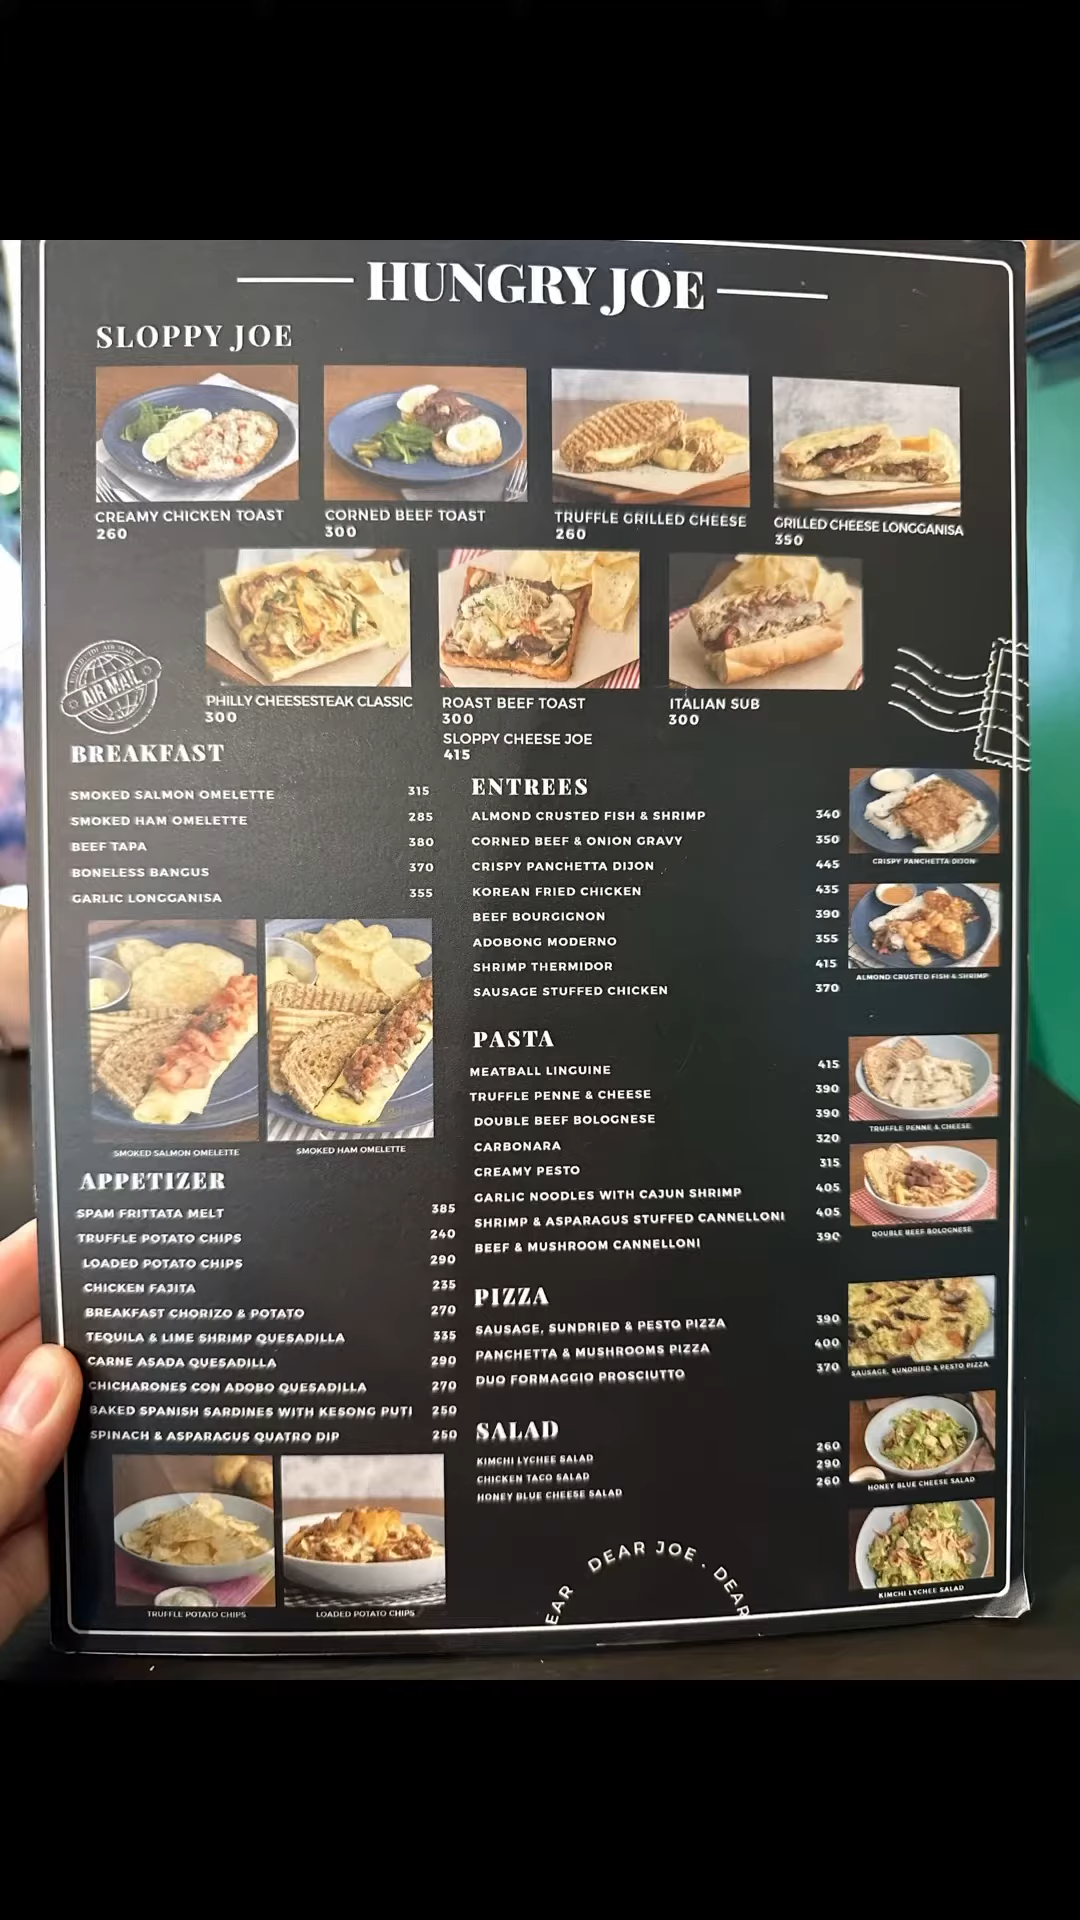 HUNGRY JOE
SLOPPY JOE
CREAMY CHICKEN TOAST
260
CORNED BEEF TOAST
300
TRUFFLE GRILLED CHEESE
260
GRILLED CHEESE LONGGANISA
350
PHILLY CHEESESTEAK CLASSIC
300
ROAST BEEF TOAST
300
ITALIAN SUB
300
SLOPPY CHEESE JOE
415
AIR MAIL
BREAKFAST
SMOKED SALMON OMELETTE 315
SMOKED HAM OMELETTE 285
BEEF TAPA 380
BONELESS BANGUS 370
GARLIC LONGGANISA 355
SMOKED SALMON OMELETTE
SMOKED HAM OMELETTE
APPETIZER
SPAM FRITTATA MELT 385
TRUFFLE POTATO CHIPS 240
LOADED POTATO CHIPS 290
CHICKEN FAJITA 235
BREAKFAST CHORIZO & POTATO 270
TEQUILA & LIME SHRIMP QUESADILLA 335
CARNE ASADA QUESADILLA 290
CHICHARONES CON ADOBO QUESADILLA 270
BAKED SPANISH SARDINES WITH KESONG PUTI 250
SPINACH & ASPARAGUS QUATRO DIP 250
TRUFFLE POTATO CHIPS
LOADED POTATO CHIPS
ENTREES
ALMOND CRUSTED FISH & SHRIMP 340
CORNED BEEF & ONION GRAVY 350
CRISPY PANCHETTA DIJON 445
KOREAN FRIED CHICKEN 435
BEEF BOURGIGNON 390
ADOBONG MODERNO 355
SHRIMP THERMIDOR 415
SAUSAGE STUFFED CHICKEN 370
CRISPY PANCHETTA DIJON
ALMOND CRUSTED FISH & SHRIMP
PASTA
MEATBALL LINGUINE 415
TRUFFLE PENNE & CHEESE 390
DOUBLE BEEF BOLOGNESE 390
CARBONARA 320
CREAMY PESTO 315
GARLIC NOODLES WITH CAJUN SHRIMP 405
SHRIMP & ASPARAGUS STUFFED CANNELLONI 405
BEEF & MUSHROOM CANNELLONI 390
TRUFFLE PENNE & CHEESE
DOUBLE BEEF BOLOGNESE
PIZZA
SAUSAGE, SUNDRIED & PESTO PIZZA 390
PANCHETTA & MUSHROOMS PIZZA 400
DUO FORMAGGIO PROSCIUTTO 370
SAUSAGE, SUNDRIED & PESTO PIZZA
SALAD
KIMCHI LYCHEE SALAD 260
CHICKEN TACO SALAD 290
HONEY BLUE CHEESE SALAD 260
HONEY BLUE CHEESE SALAD
KIMCHI LYCHEE SALAD
EAR DEAR JOE . DEAR